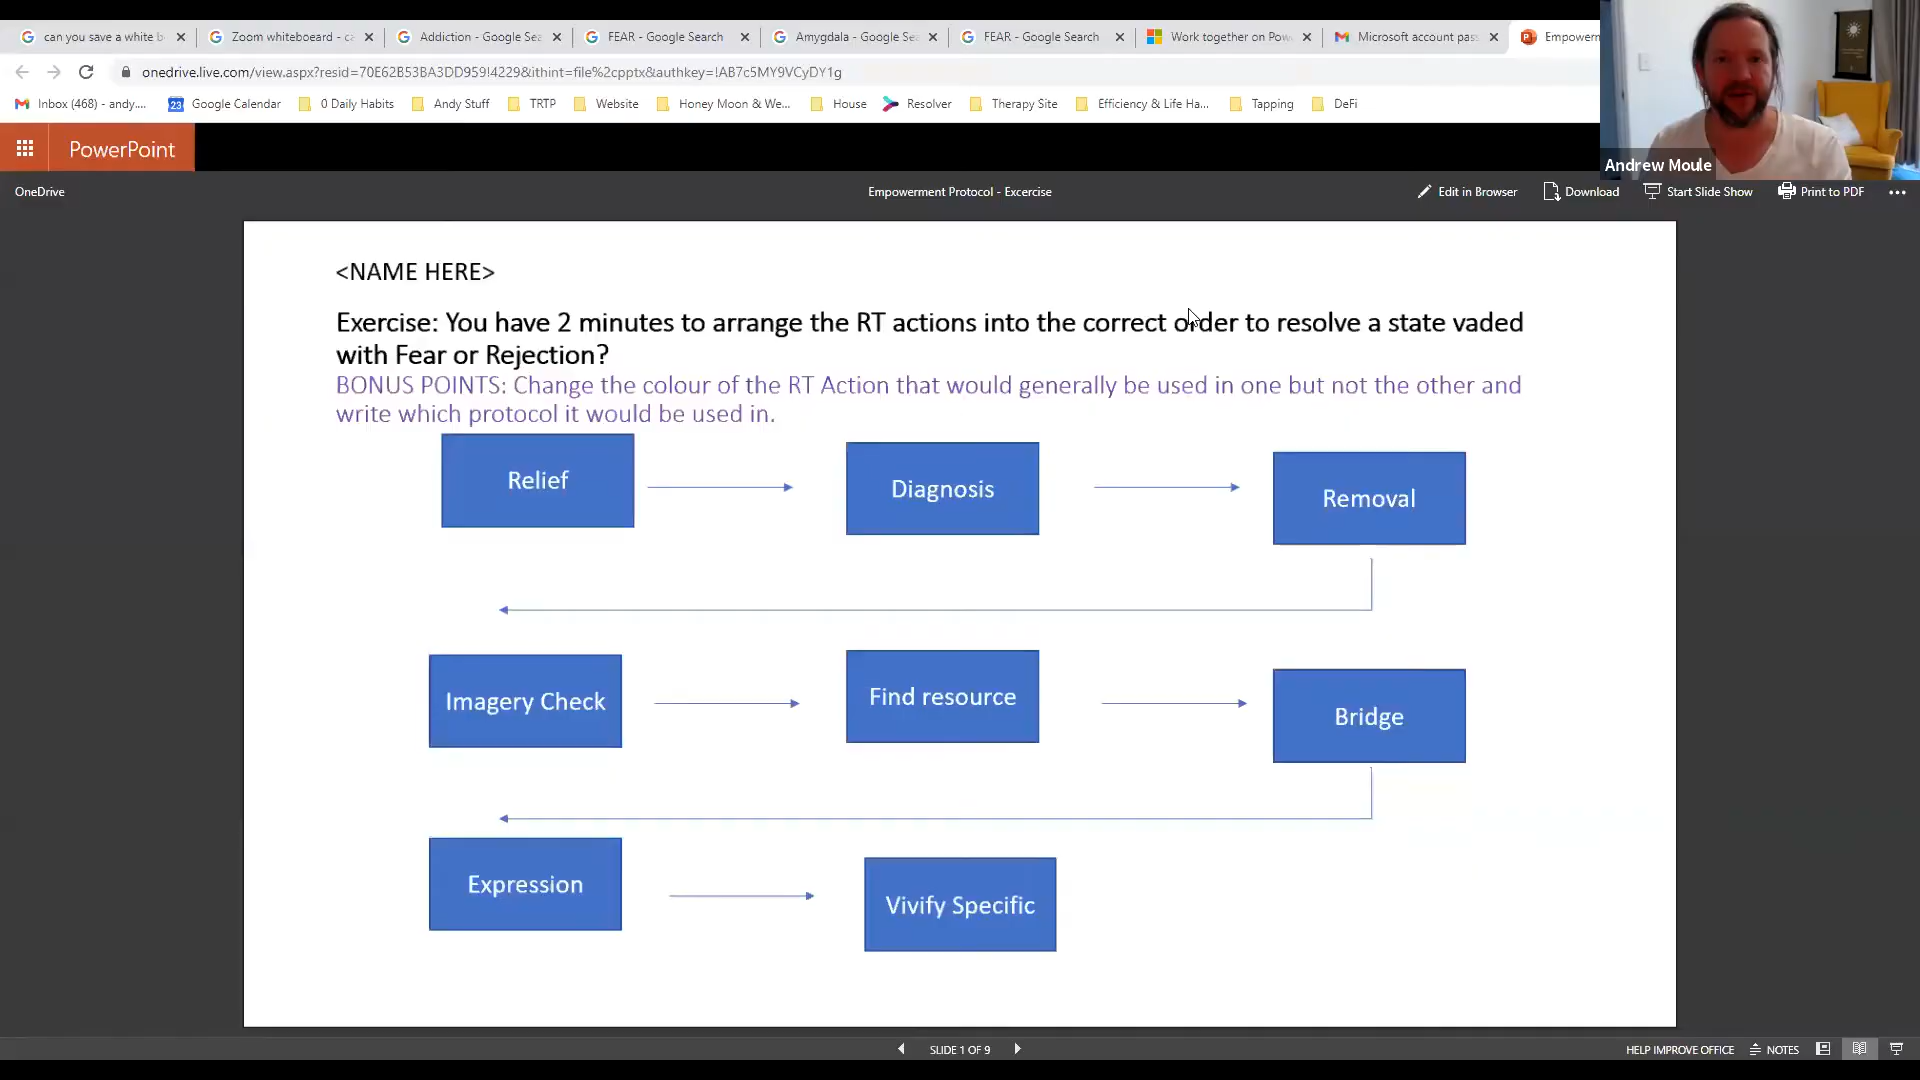 can you save a white b
Zoom whiteboard - ca
Addiction - Google Sea
FEAR - Google Search
Amygdala - Google Sea
FEAR - Google Search
Work together on Pow
Microsoft account pas
Empowerm
onedrive.live.com/view.aspx?resid=70E62B53BA3DD959!4229&ithint=file%2cpptx&authkey=!AB7c5MY9VCyDY1g
Inbox (468) - andy....
23 Google Calendar
0 Daily Habits
Andy Stuff
TRTP
Website
Honey Moon & We...
House
Resolver
Therapy Site
Efficiency & Life Ha...
Tapping
DeFi
PowerPoint
Andrew Moule
OneDrive
Empowerment Protocol - Excercise
Edit in Browser
Download
Start Slide Show
Print to PDF
<NAME HERE>
Exercise: You have 2 minutes to arrange the RT actions into the correct order to resolve a state vaded
with Fear or Rejection?
BONUS POINTS: Change the colour of the RT Action that would generally be used in one but not the other and
write which protocol it would be used in.
Relief
Diagnosis
Removal
Imagery Check
Find resource
Bridge
Expression
Vivify Specific
SLIDE 1 OF 9
HELP IMPROVE OFFICE
NOTES